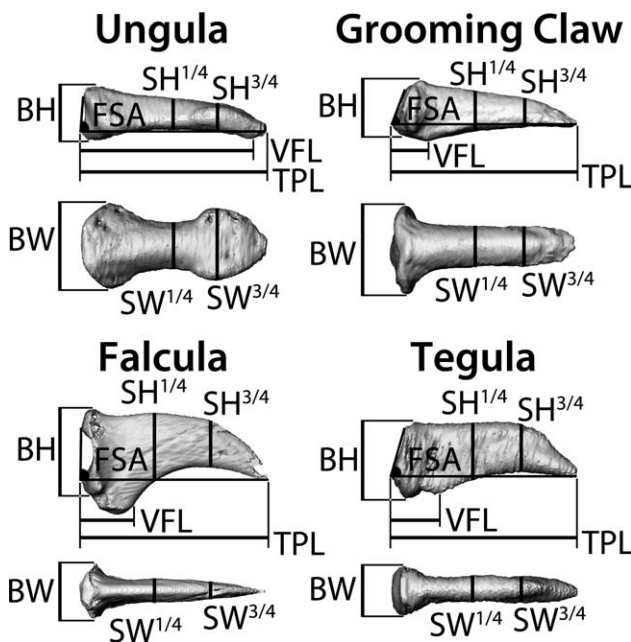 Ungula
SH1/4
SH3/4
BH
FSA
VFL
TPL
BW
SW1/4
SW3/4
Grooming Claw
SH1/4
SH3/4
BH
FSA
VFL
TPL
BW
SW1/4
SW3/4
Falcula
SH1/4
SH3/4
BH
FSA
VFL
TPL
BW
SW1/4
SW3/4
Tegula
SH1/4
SH3/4
BH
FSA
VFL
TPL
BW
SW1/4
SW3/4